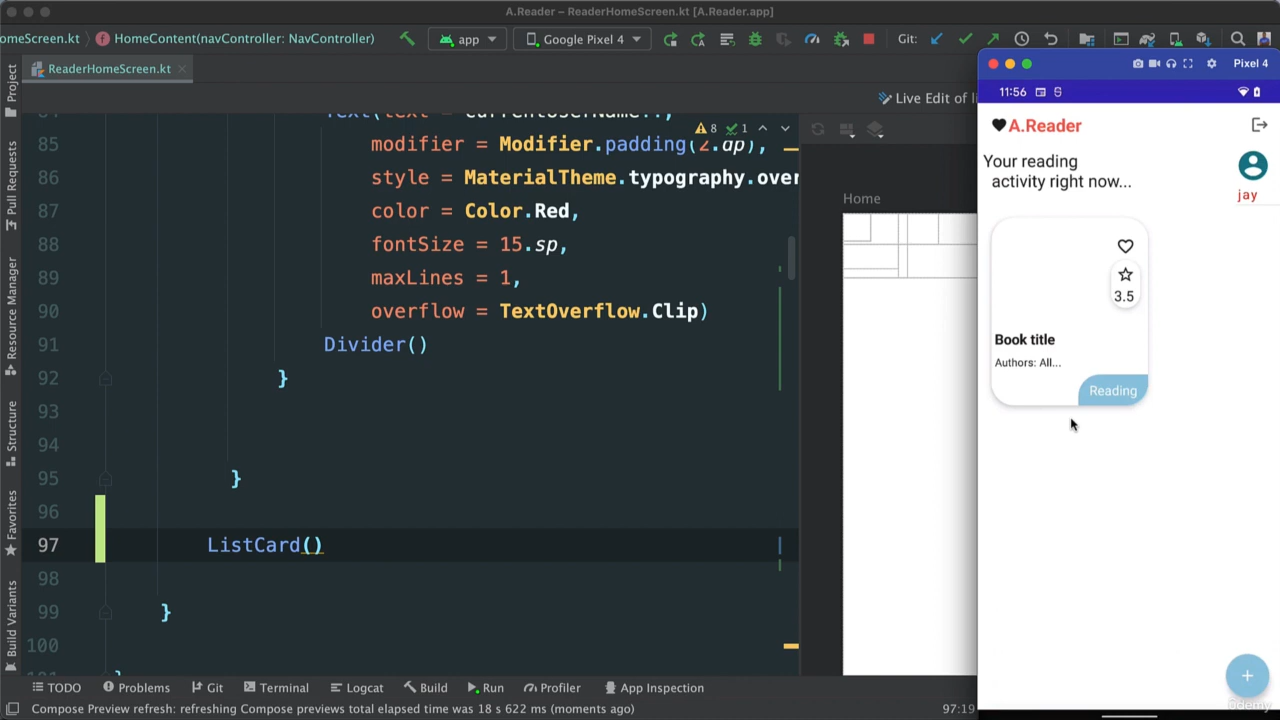 A.Reader – ReaderHomeScreen.kt [A.Reader.app]
omeScreen.kt
HomeContent(navController: NavController)
app
Google Pixel 4
Git:
ReaderHomeScreen.kt
Live Edit of li
Project
Pull Requests
Resource Manager
Structure
Favorites
Build Variants
85 modifier = Modifier.padding(2.dp),
86 style = MaterialTheme.typography.over
87 color = Color.Red,
88 fontSize = 15.sp,
89 maxLines = 1,
90 overflow = TextOverflow.Clip)
91 Divider()
92 }
93
94
95 }
96
97 ListCard()
98
99 }
100
8
1
Home
Pixel 4
11:56
A.Reader
Your reading
activity right now...
jay
3.5
Book title
Authors: All...
Reading
+
udemy
TODO
Problems
Git
Terminal
Logcat
Build
Run
Profiler
App Inspection
Compose Preview refresh: refreshing Compose previews total elapsed time was 18 s 622 ms (moments ago)
97:19